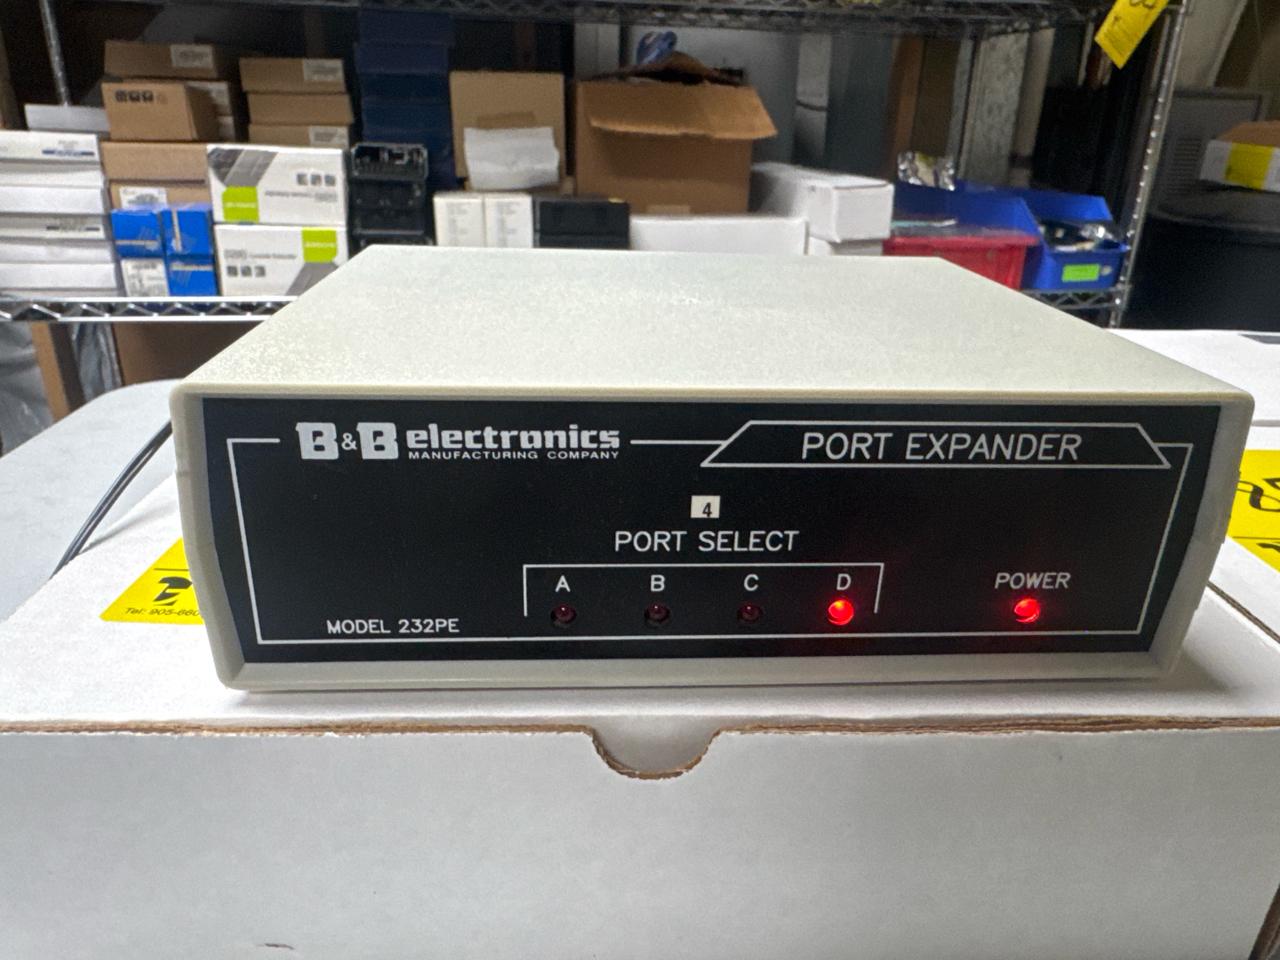 B&B electronics
MANUFACTURING COMPANY
PORT EXPANDER
4
PORT SELECT
A B C D
POWER
MODEL 232PE